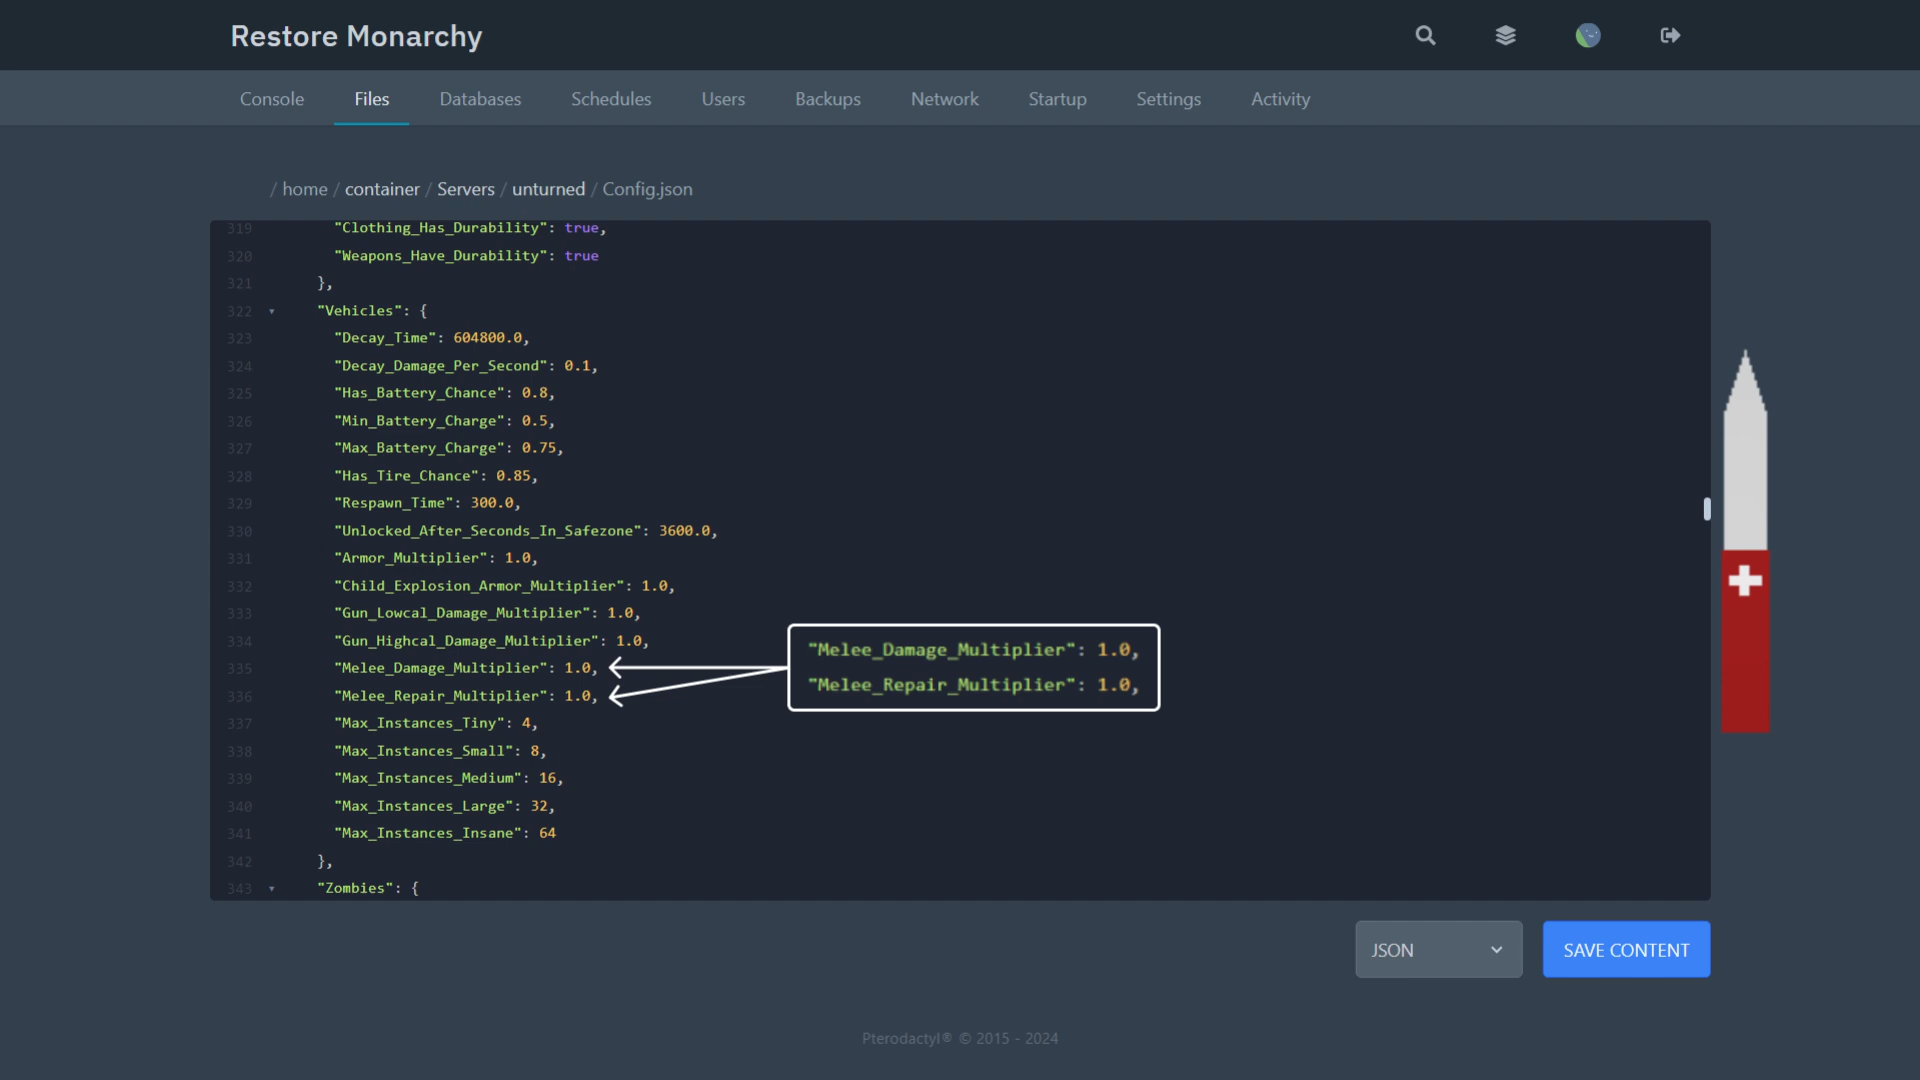 Restore Monarchy
Console Files Databases Schedules Users Backups Network Startup Settings Activity
/ home / container / Servers / unturned / Config.json
319 "Clothing_Has_Durability": true,
320 "Weapons_Have_Durability": true
321 },
322 "Vehicles": {
323 "Decay_Time": 604800.0,
324 "Decay_Damage_Per_Second": 0.1,
325 "Has_Battery_Chance": 0.8,
326 "Min_Battery_Charge": 0.5,
327 "Max_Battery_Charge": 0.75,
328 "Has_Tire_Chance": 0.85,
329 "Respawn_Time": 300.0,
330 "Unlocked_After_Seconds_In_Safezone": 3600.0,
331 "Armor_Multiplier": 1.0,
332 "Child_Explosion_Armor_Multiplier": 1.0,
333 "Gun_Lowcal_Damage_Multiplier": 1.0,
334 "Gun_Highcal_Damage_Multiplier": 1.0,
335 "Melee_Damage_Multiplier": 1.0,
336 "Melee_Repair_Multiplier": 1.0,
337 "Max_Instances_Tiny": 4,
338 "Max_Instances_Small": 8,
339 "Max_Instances_Medium": 16,
340 "Max_Instances_Large": 32,
341 "Max_Instances_Insane": 64
342 },
343 "Zombies": {
"Melee_Damage_Multiplier": 1.0,
"Melee_Repair_Multiplier": 1.0,
JSON
SAVE CONTENT
Pterodactyl® © 2015 - 2024